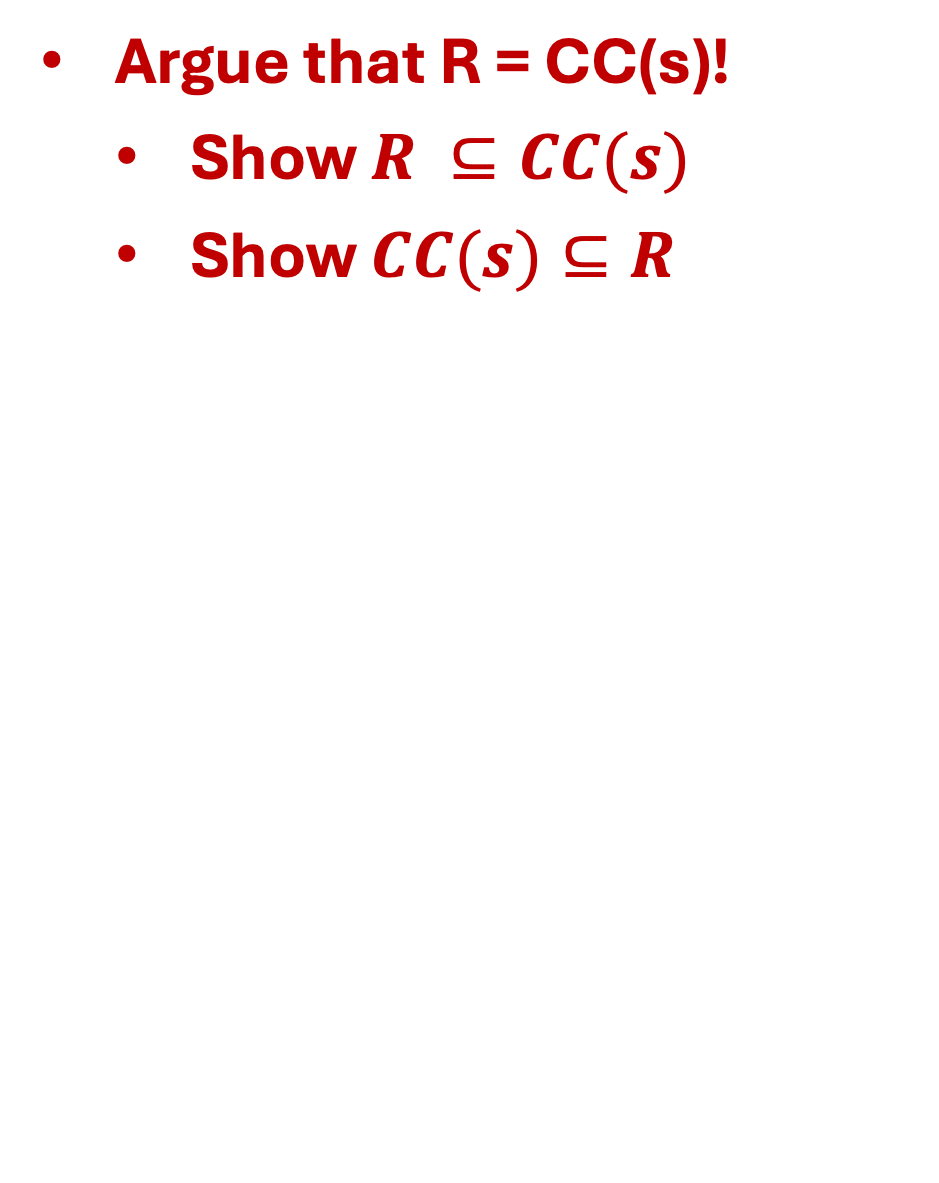 • Argue that R = CC(s)!
• Show R ⊆ CC(s)
• Show CC(s) ⊆ R